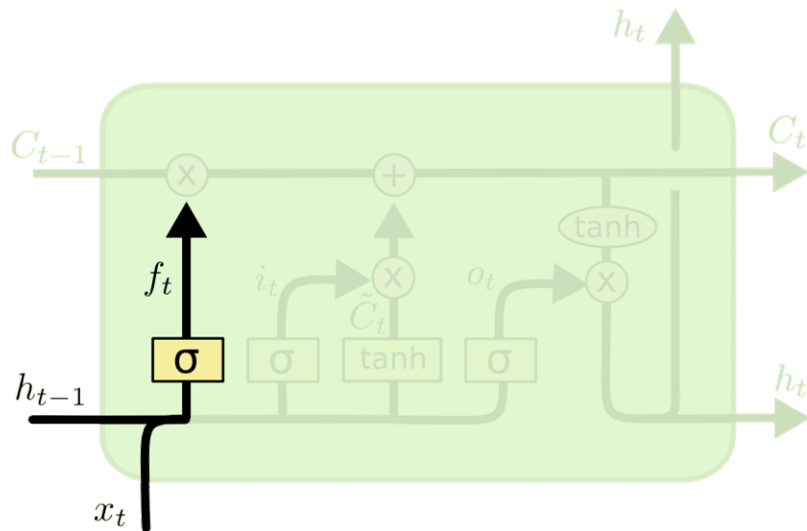 h_t
C_{t-1} x + C_t
tanh
f_t i_t x o_t x
C̃_t
σ σ tanh σ
h_{t-1} h_t
x_t